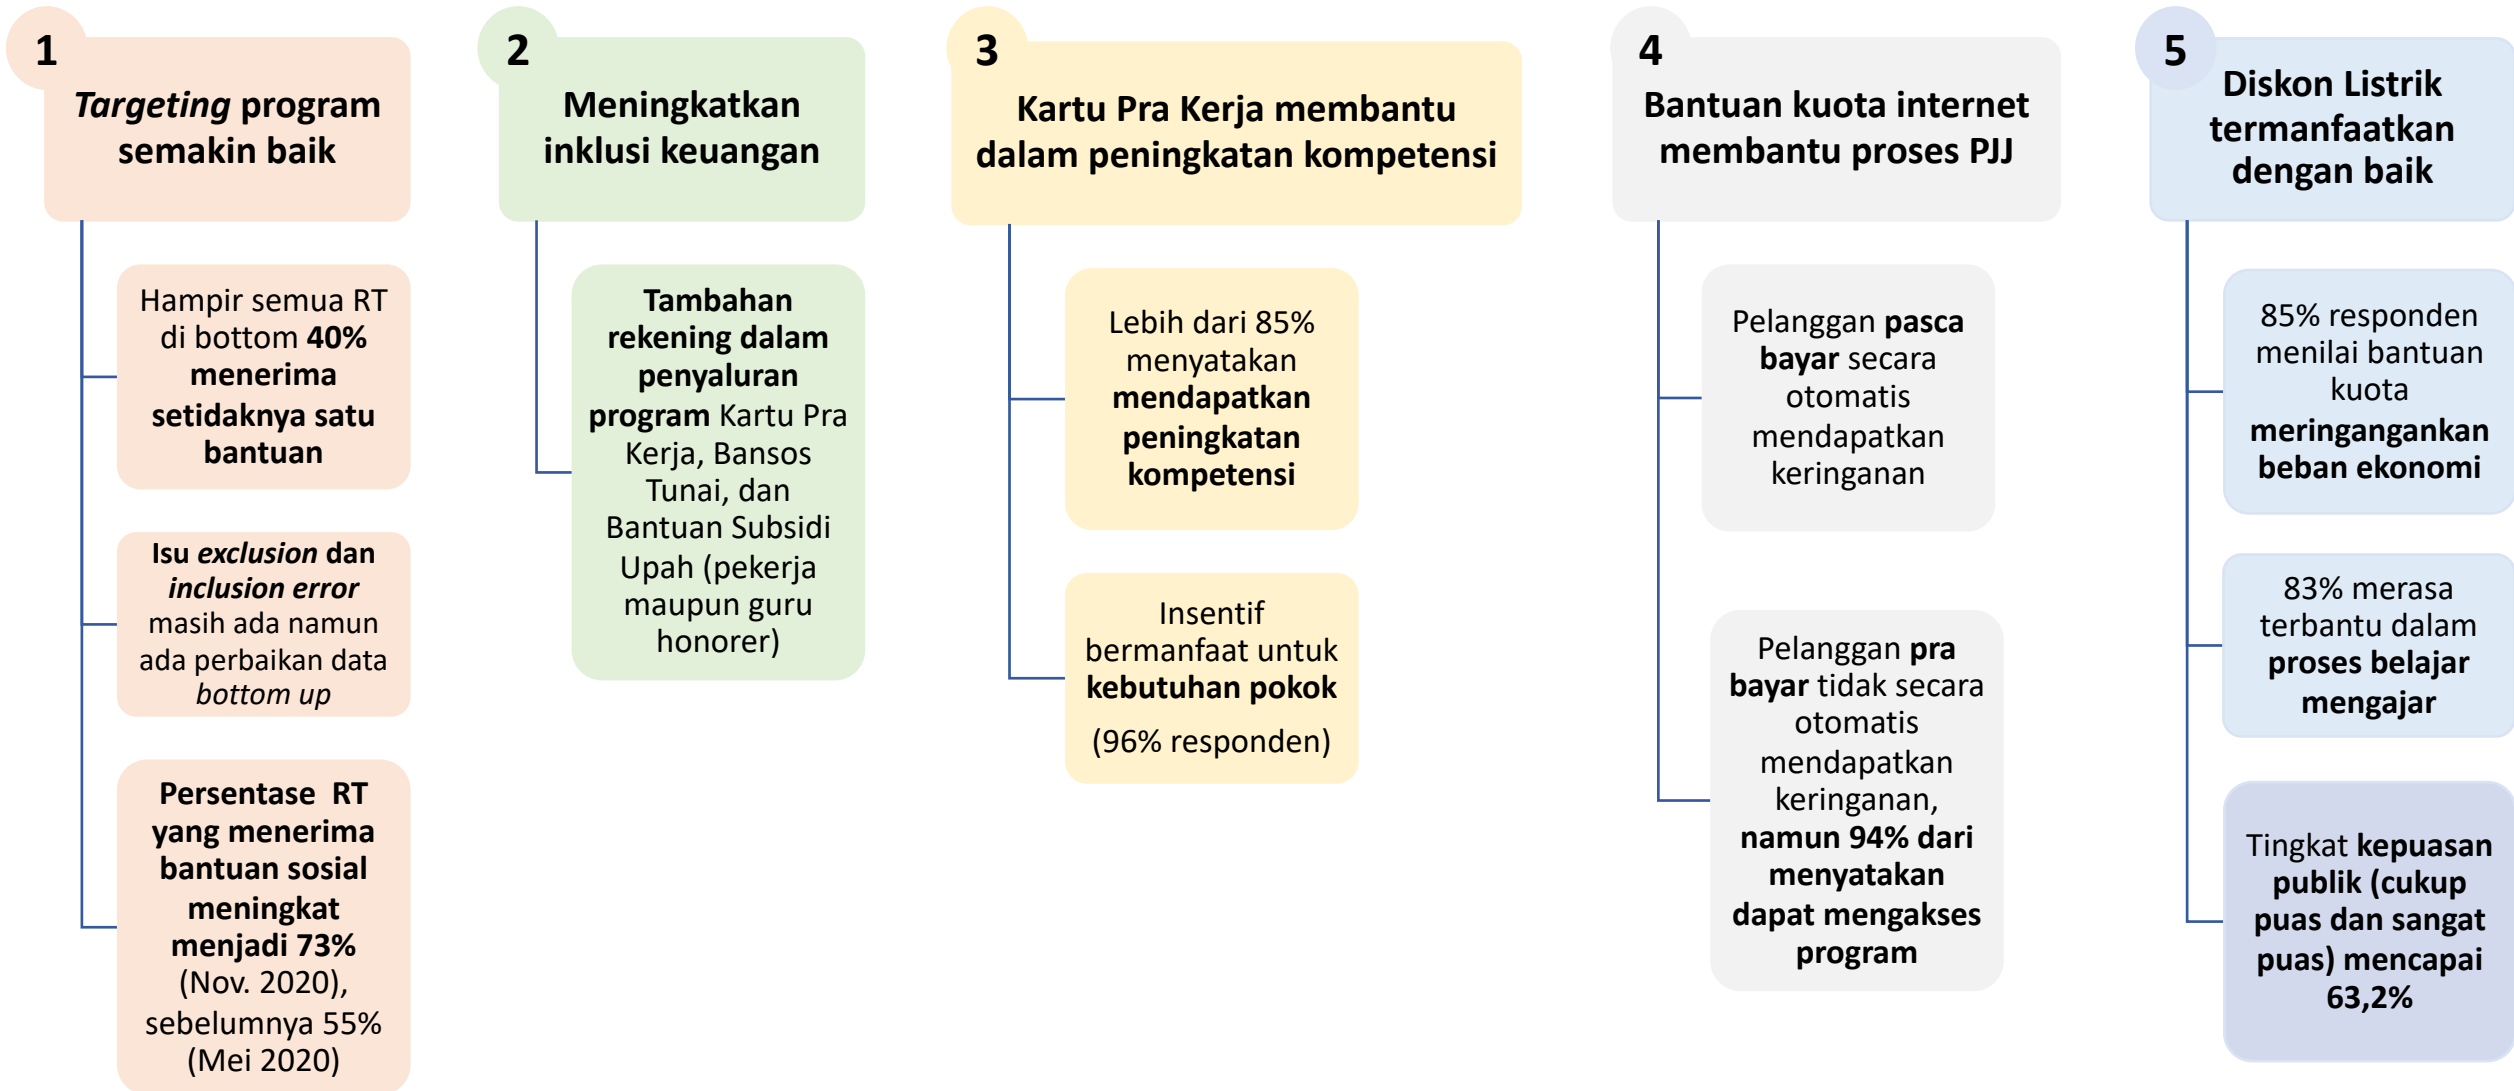 1
Targeting program
semakin baik
Hampir semua RT
di bottom 40%
menerima
setidaknya satu
bantuan
Isu exclusion dan
inclusion error
masih ada namun
ada perbaikan data
bottom up
Persentase RT
yang menerima
bantuan sosial
meningkat
menjadi 73%
(Nov. 2020),
sebelumnya 55%
(Mei 2020)
2
Meningkatkan
inklusi keuangan
Tambahan
rekening dalam
penyaluran
program Kartu Pra
Kerja, Bansos
Tunai, dan
Bantuan Subsidi
Upah (pekerja
maupun guru
honorer)
3
Kartu Pra Kerja membantu
dalam peningkatan kompetensi
Lebih dari 85%
menyatakan
mendapatkan
peningkatan
kompetensi
Insentif
bermanfaat untuk
kebutuhan pokok
(96% responden)
4
Bantuan kuota internet
membantu proses PJJ
Pelanggan pasca
bayar secara
otomatis
mendapatkan
keringanan
Pelanggan pra
bayar tidak secara
otomatis
mendapatkan
keringanan,
namun 94% dari
menyatakan
dapat mengakses
program
5
Diskon Listrik
termanfaatkan
dengan baik
85% responden
menilai bantuan
kuota
meringangankan
beban ekonomi
83% merasa
terbantu dalam
proses belajar
mengajar
Tingkat kepuasan
publik (cukup
puas dan sangat
puas) mencapai
63,2%